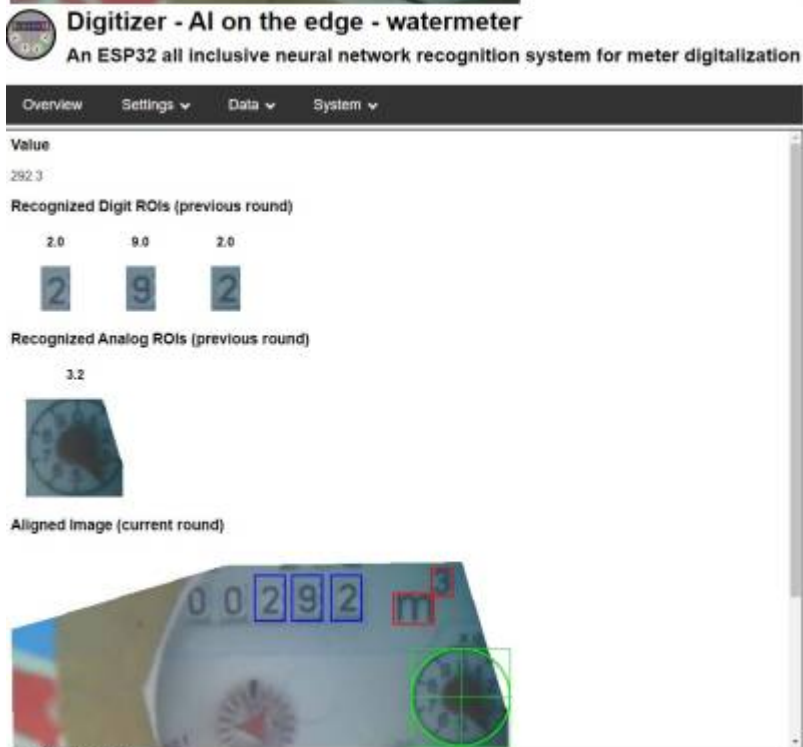 Digitizer - AI on the edge - watermeter
An ESP32 all inclusive neural network recognition system for meter digitalization
Overview Settings Data System
Value
292.3
Recognized Digit ROIs (previous round)
2.0 9.0 2.0
2 9 2
Recognized Analog ROIs (previous round)
3.2
Aligned Image (current round)
0 0 2 9 2 m³